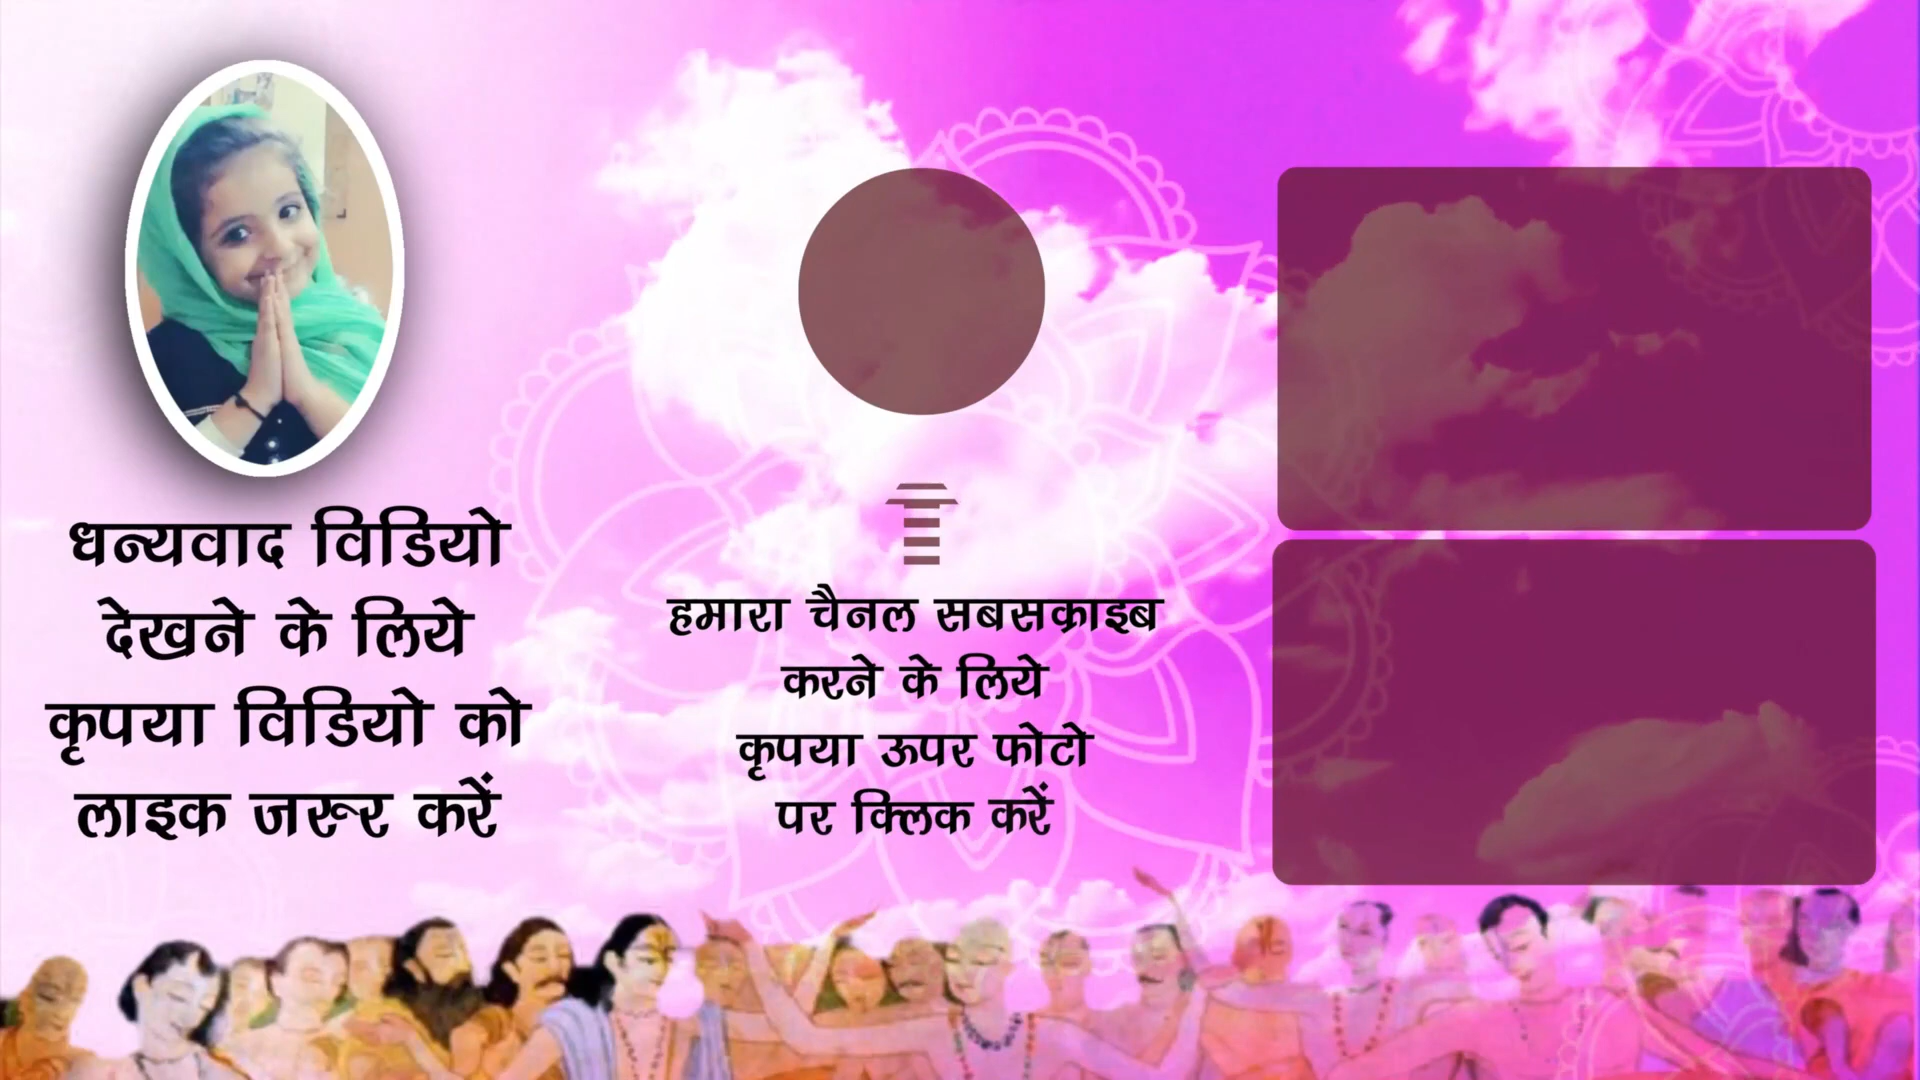 धन्यवाद विडियो
देखने के लिये
कृपया विडियो को
लाइक जरूर करें
हमारा चैनल सबसक्राइब
करने के लिये
कृपया ऊपर फोटो
पर क्लिक करें